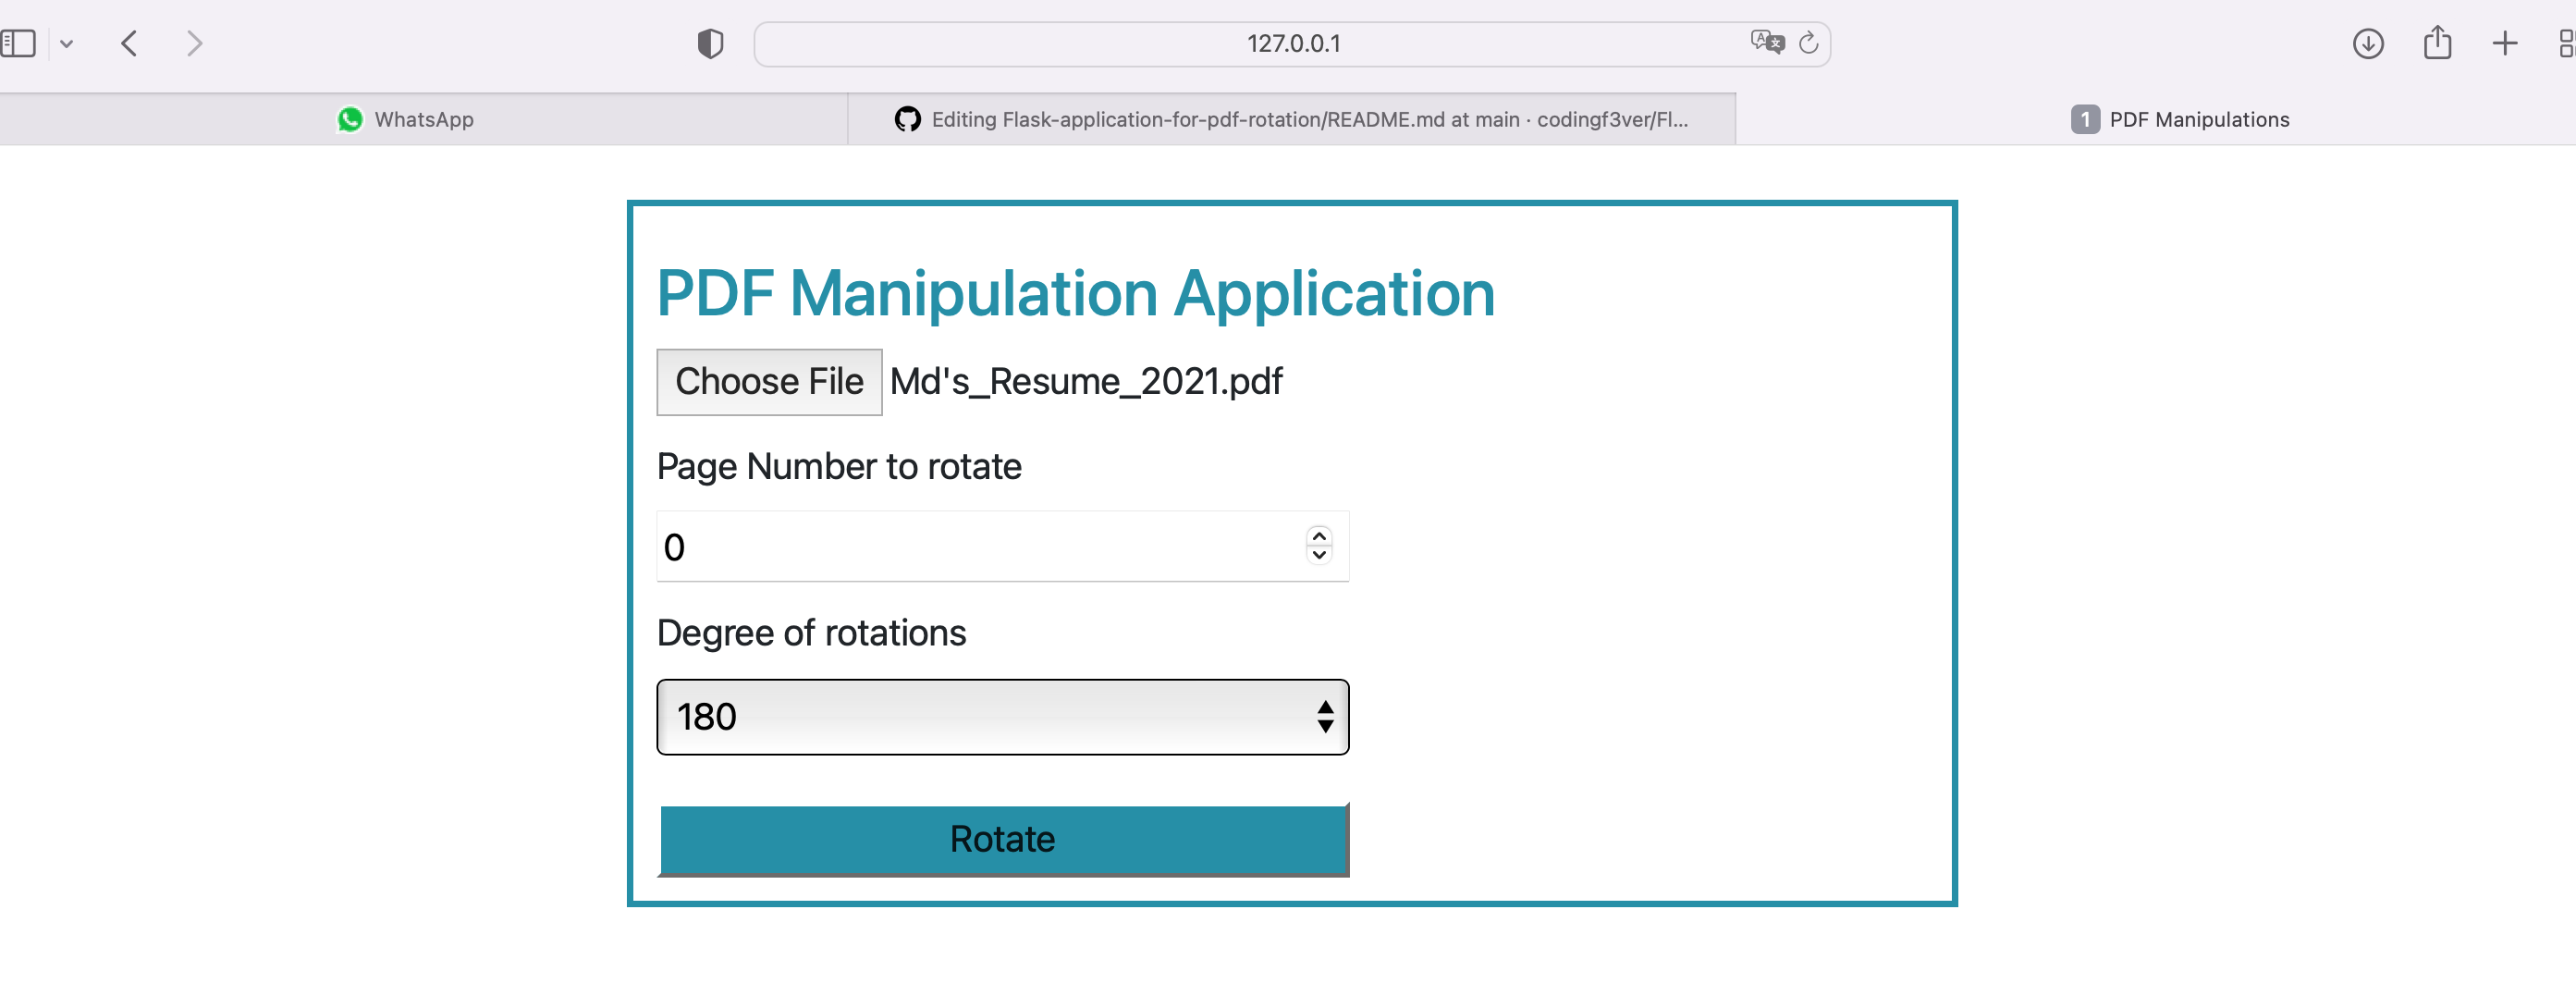 127.0.0.1
WhatsApp
Editing Flask-application-for-pdf-rotation/README.md at main · codingf3ver/Fl...
1 PDF Manipulations
PDF Manipulation Application
Choose File Md's_Resume_2021.pdf
Page Number to rotate
0
Degree of rotations
180
Rotate